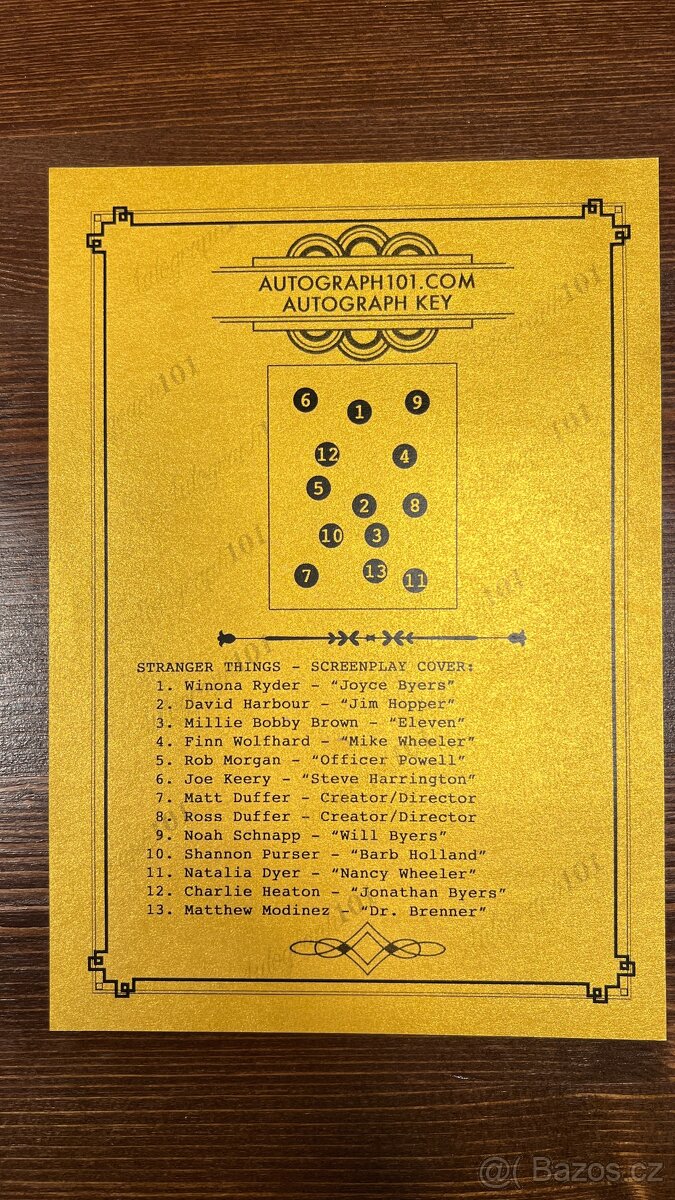 AUTOGRAPH101.COM
AUTOGRAPH KEY
6 1 9
12 4
5
2 8
10 3
7 13 11
STRANGER THINGS - SCREENPLAY COVER:
1. Winona Ryder - “Joyce Byers”
2. David Harbour - “Jim Hopper”
3. Millie Bobby Brown - “Eleven”
4. Finn Wolfhard - “Mike Wheeler”
5. Rob Morgan - “Officer Powell”
6. Joe Keery - “Steve Harrington”
7. Matt Duffer - Creator/Director
8. Ross Duffer - Creator/Director
9. Noah Schnapp - “Will Byers”
10. Shannon Purser - “Barb Holland”
11. Natalia Dyer - “Nancy Wheeler”
12. Charlie Heaton - “Jonathan Byers”
13. Matthew Modinez - “Dr. Brenner”
@ Bazos.cz